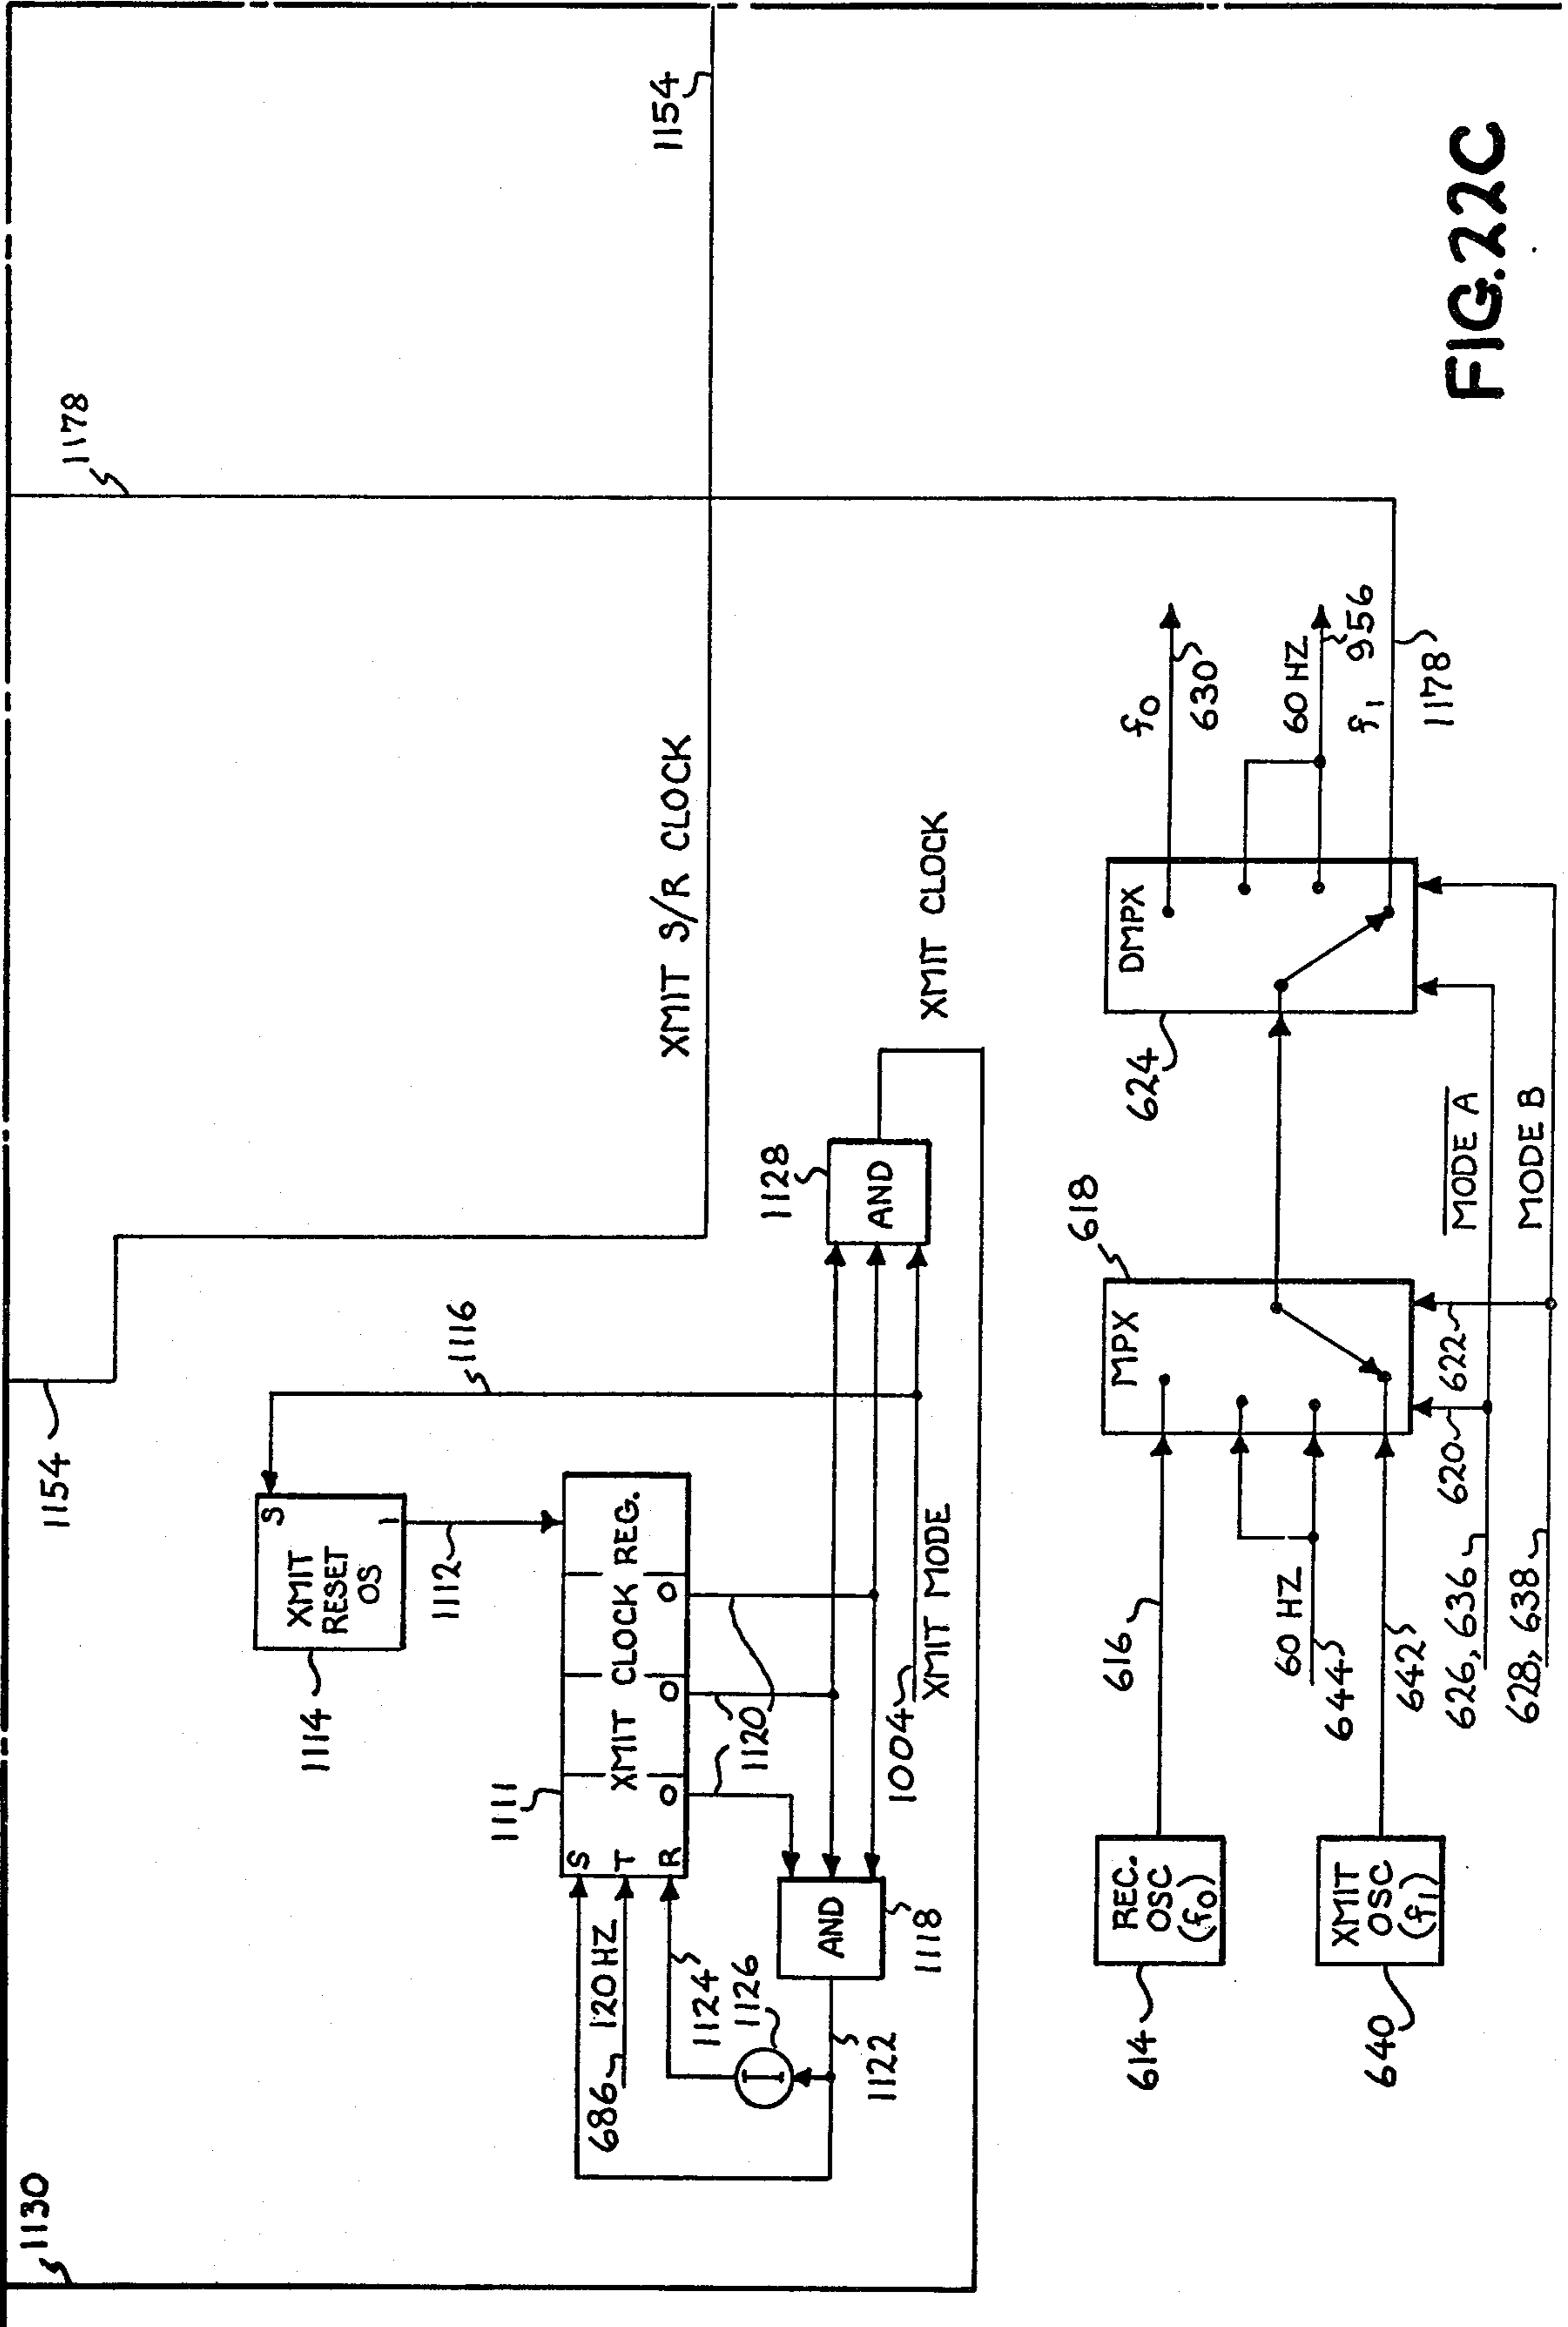 1130
1154
1178
1154
XMIT S/R CLOCK
1114
XMIT
RESET
OS
S
1
1112
1116
1111
S
T
R
XMIT CLOCK REG.
0
0
0
686
120 HZ
1124
1126
I
1122
AND
1118
1120
1004
XMIT MODE
1128
AND
XMIT CLOCK
614
REC.
OSC
(f0)
616
640
XMIT
OSC
(f1)
642
60 HZ
644
MPX
618
620
622
626, 636
MODE A
628, 638
MODE B
624
DMPX
f0
630
60 HZ
956
f1
1178
FIG. 22C